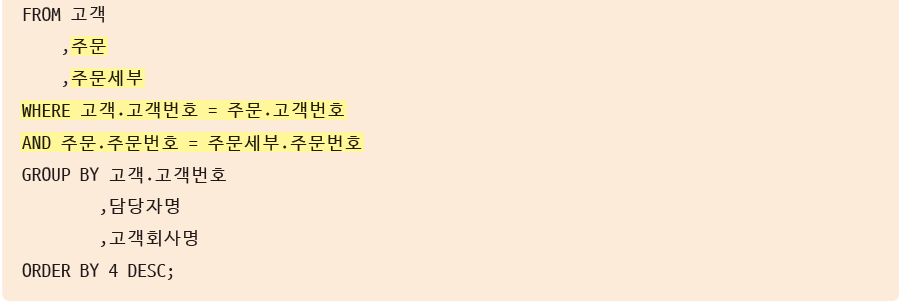 FROM 고객
,주문
,주문세부
WHERE 고객.고객번호 = 주문.고객번호
AND 주문.주문번호 = 주문세부.주문번호
GROUP BY 고객.고객번호
,담당자명
,고객회사명
ORDER BY 4 DESC;